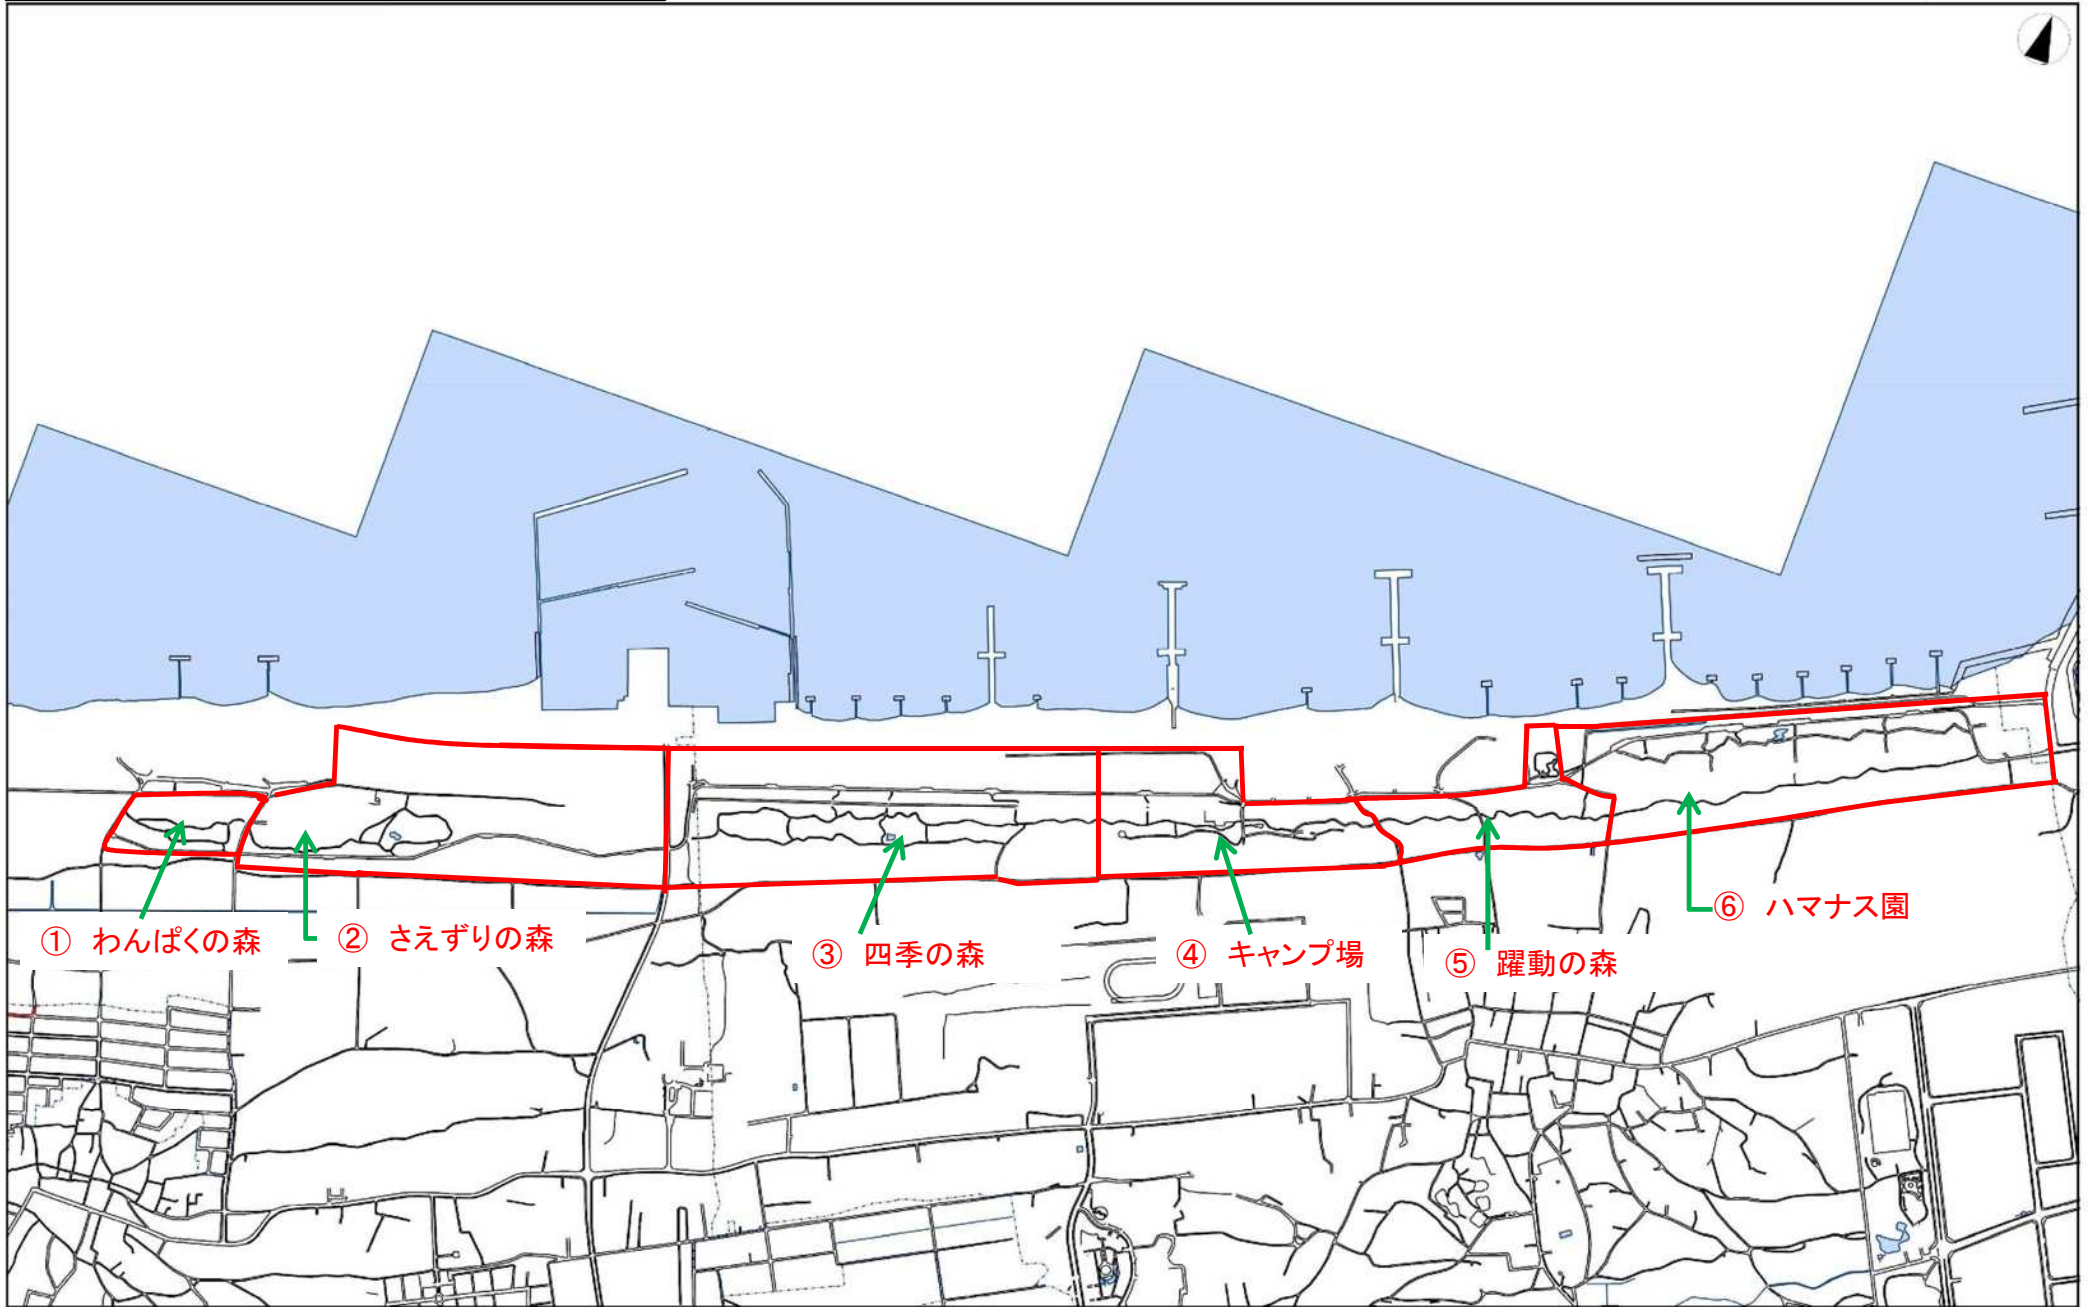 ① わんぱくの森
② さえずりの森
③ 四季の森
④ キャンプ場
⑤ 躍動の森
⑥ ハマナス園